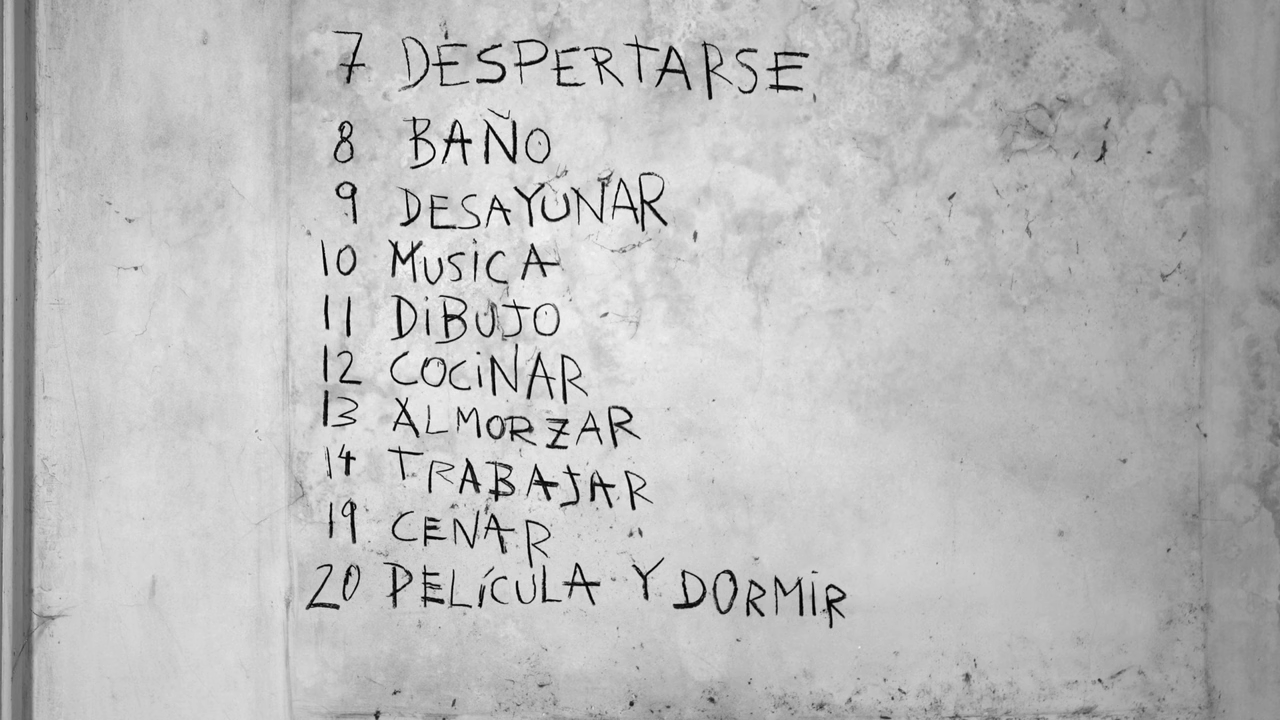 7 DESPERTARSE
8 BAÑO
9 DESAYUNAR
10 MUSiCA
11 DiBUJO
12 COCiNAR
13 ALMORZAR
14 TRABAJAR
19 CENAR
20 PELíCULA Y DORMiR